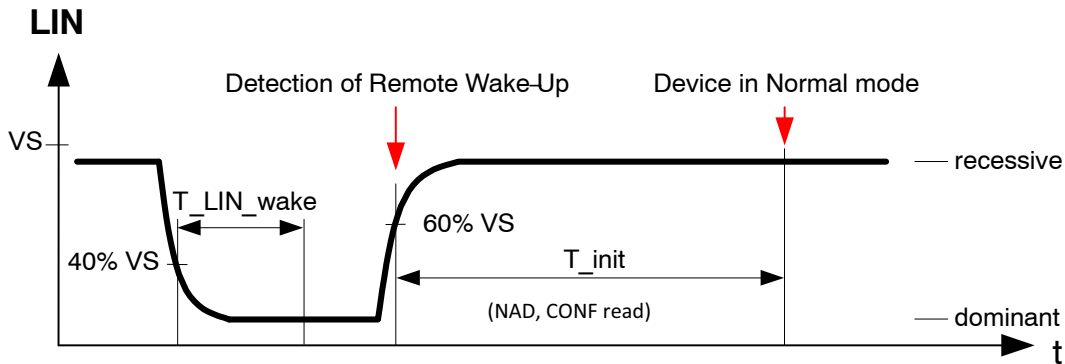 LIN
Detection of Remote Wake-Up
Device in Normal mode
VS
recessive
T_LIN_wake
60% VS
40% VS
T_init
(NAD, CONF read)
dominant
t